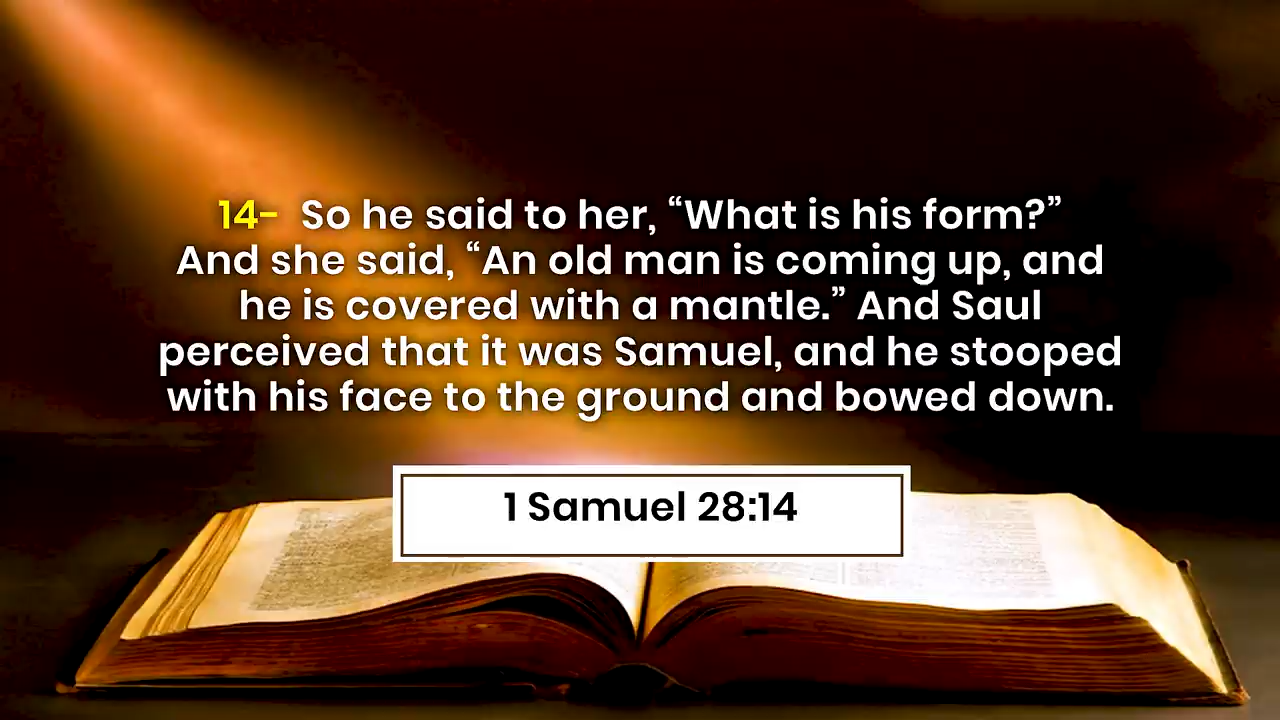 14- So he said to her, “What is his form?”
And she said, “An old man is coming up, and
he is covered with a mantle.” And Saul
perceived that it was Samuel, and he stooped
with his face to the ground and bowed down.
1 Samuel 28:14